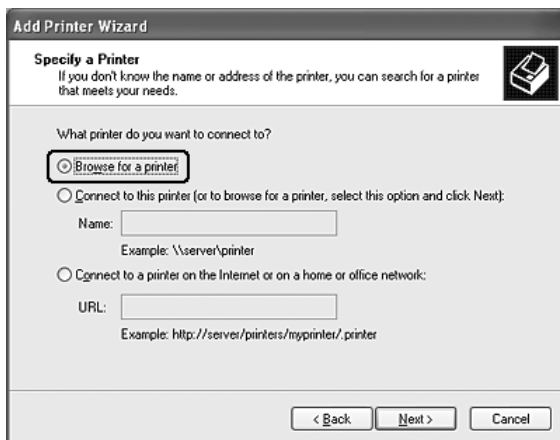 Add Printer Wizard
Specify a Printer
If you don't know the name or address of the printer, you can search for a printer
that meets your needs.
What printer do you want to connect to?
Browse for a printer
Connect to this printer (or to browse for a printer, select this option and click Next):
Name:
Example: \\server\printer
Connect to a printer on the Internet or on a home or office network:
URL:
Example: http://server/printers/myprinter/.printer
< Back Next > Cancel